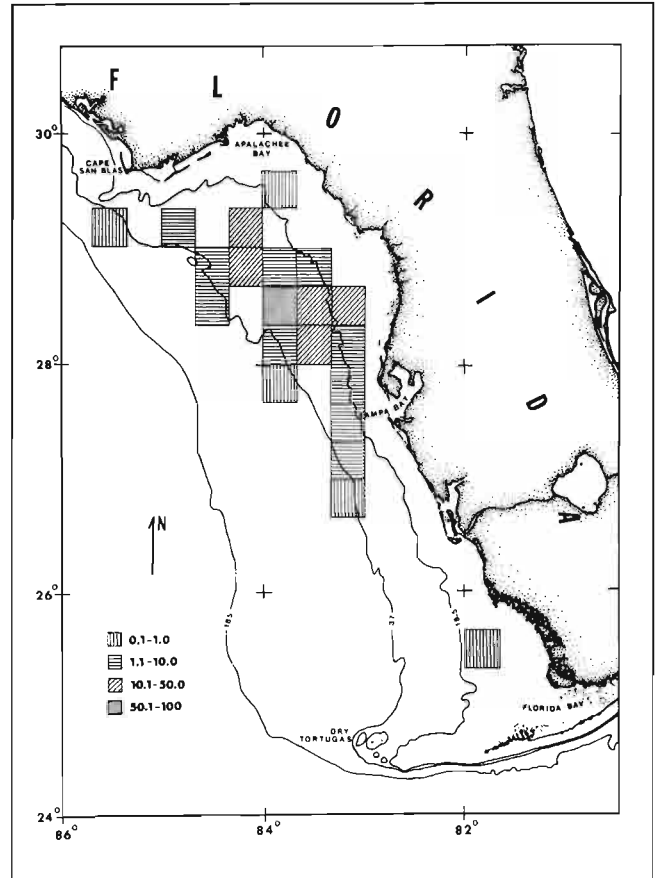 F
L
O
R
I
D
A
30°
APALACHEE
BAY
CAPE
SAN BLAS
28°
TAMPA BAY
N
26°
183
37
18.3
0.1-1.0
1.1-10.0
10.1-50.0
50.1-100
FLORIDA BAY
DRY
TORTUGAS
24°
86°
84°
82°